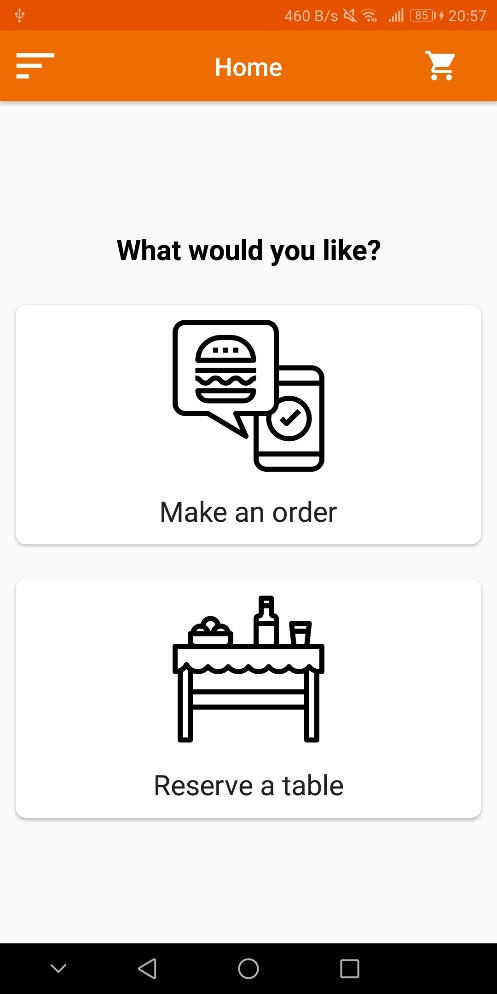 460 B/s 85 20:57
Home
What would you like?
Make an order
Reserve a table